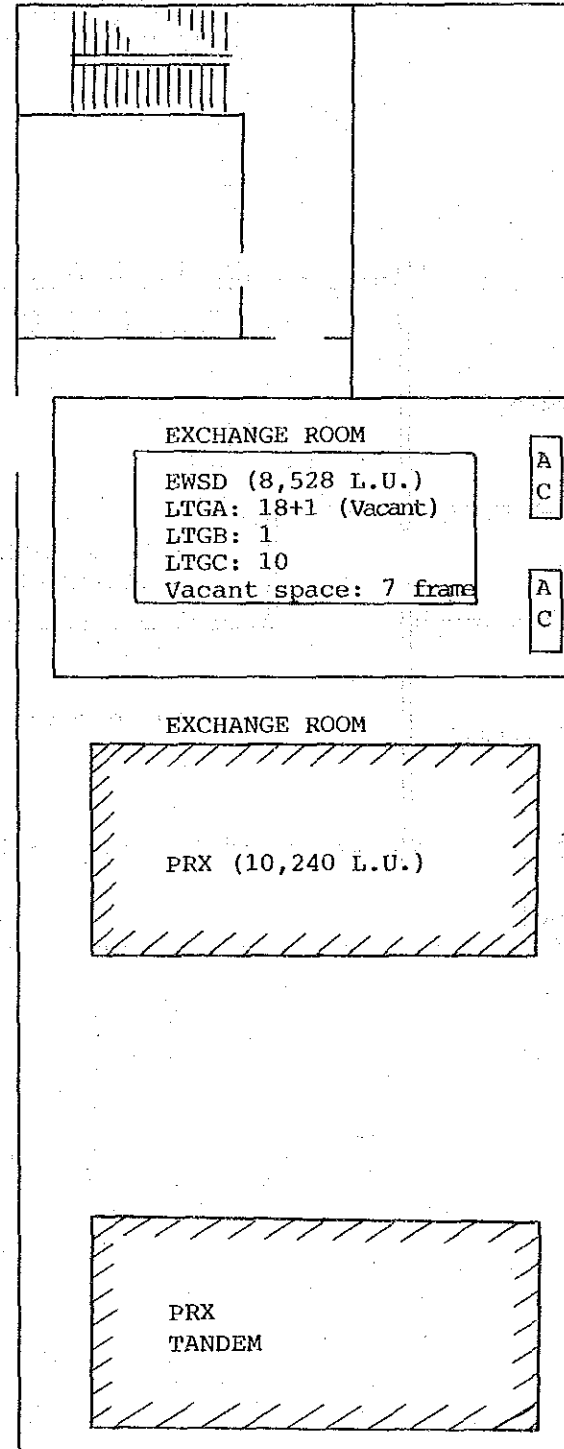 EXCHANGE ROOM
EWSD (8,528 L.U.)
LTGA: 18+1 (Vacant)
LTGB: 1
LTGC: 10
Vacant space: 7 frame
A
C
A
C
EXCHANGE ROOM
PRX (10,240 L.U.)
PRX
TANDEM